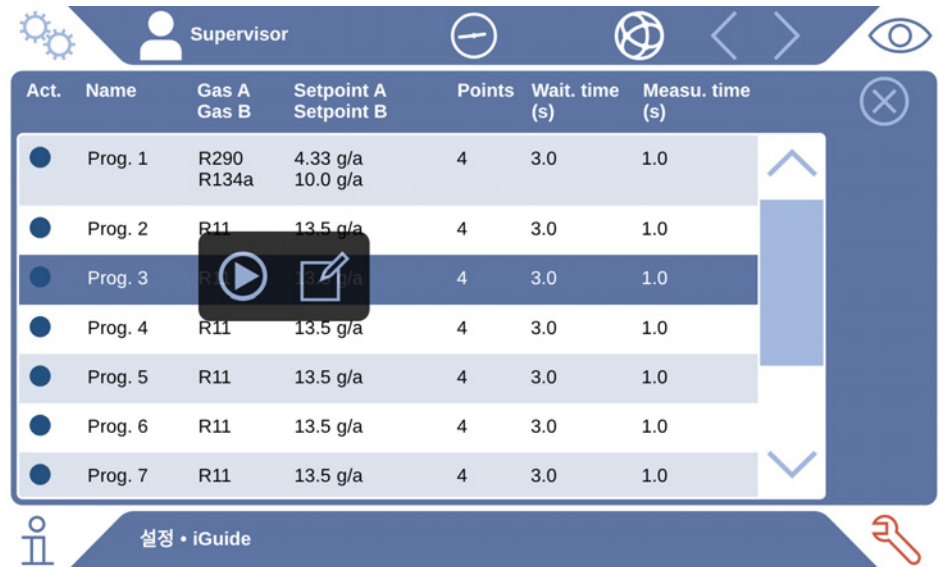 Supervisor
Act. Name Gas A Setpoint A Points Wait. time Measu. time
Gas B Setpoint B (s) (s)
Prog. 1 R290 4.33 g/a 4 3.0 1.0
R134a 10.0 g/a
Prog. 2 R11 13.5 g/a 4 3.0 1.0
Prog. 3 R11 13.5 g/a 4 3.0 1.0
Prog. 4 R11 13.5 g/a 4 3.0 1.0
Prog. 5 R11 13.5 g/a 4 3.0 1.0
Prog. 6 R11 13.5 g/a 4 3.0 1.0
Prog. 7 R11 13.5 g/a 4 3.0 1.0
설정 • iGuide